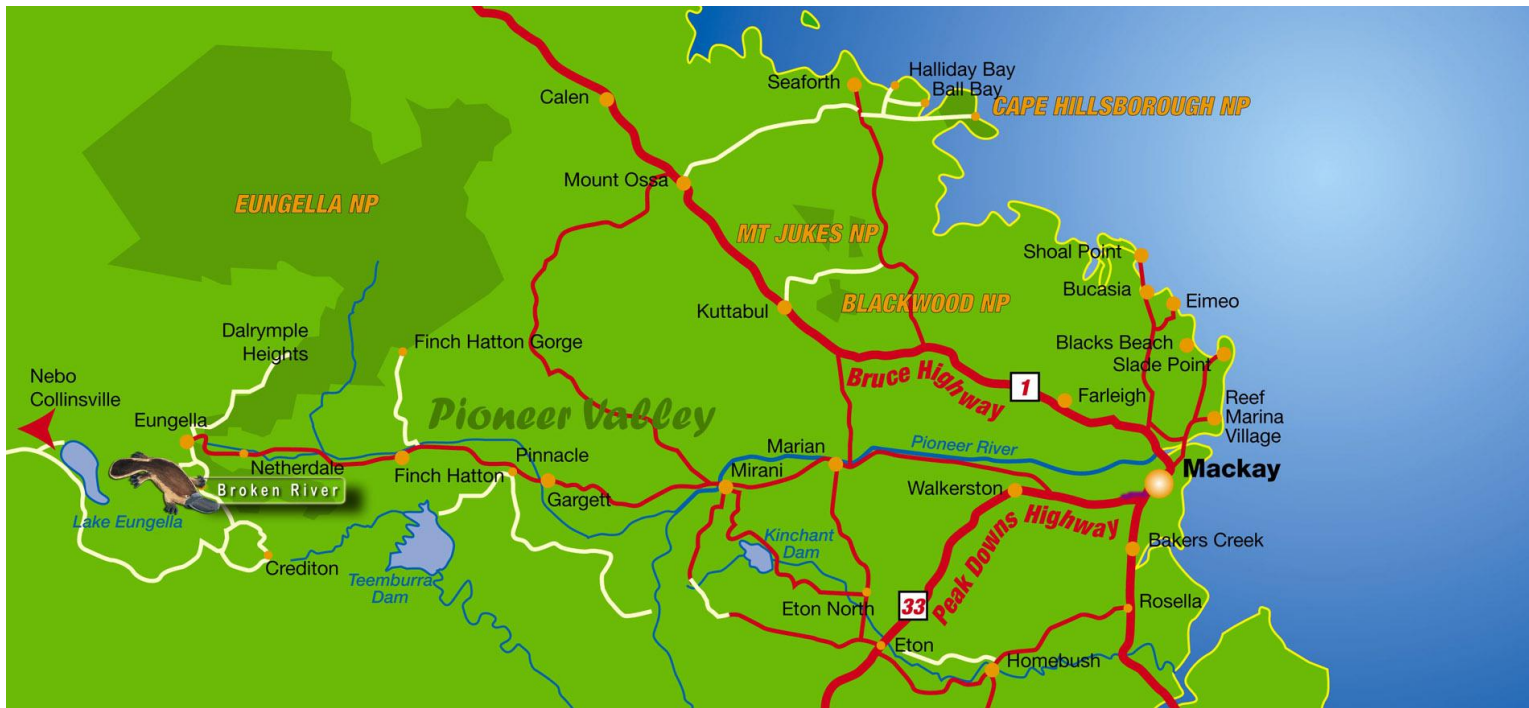 Halliday Bay
Seaforth
Ball Bay
Calen
CAPE HILLSBOROUGH NP
Mount Ossa
EUNGELLA NP
MT JUKES NP
Shoal Point
Bucasia
Eimeo
Kuttabul
BLACKWOOD NP
Dalrymple
Heights
Finch Hatton Gorge
Blacks Beach
Slade Point
Nebo
Collinsville
Bruce Highway
1
Farleigh
Reef
Marina
Village
Pioneer Valley
Eungella
Netherdale
Finch Hatton
Pinnacle
Gargett
Mirani
Marian
Pioneer River
Mackay
Walkerston
Broken River
Lake Eungella
Peak Downs Highway
33
Kinchant
Dam
Bakers Creek
Crediton
Teemburra
Dam
Eton North
Rosella
Eton
Homebush